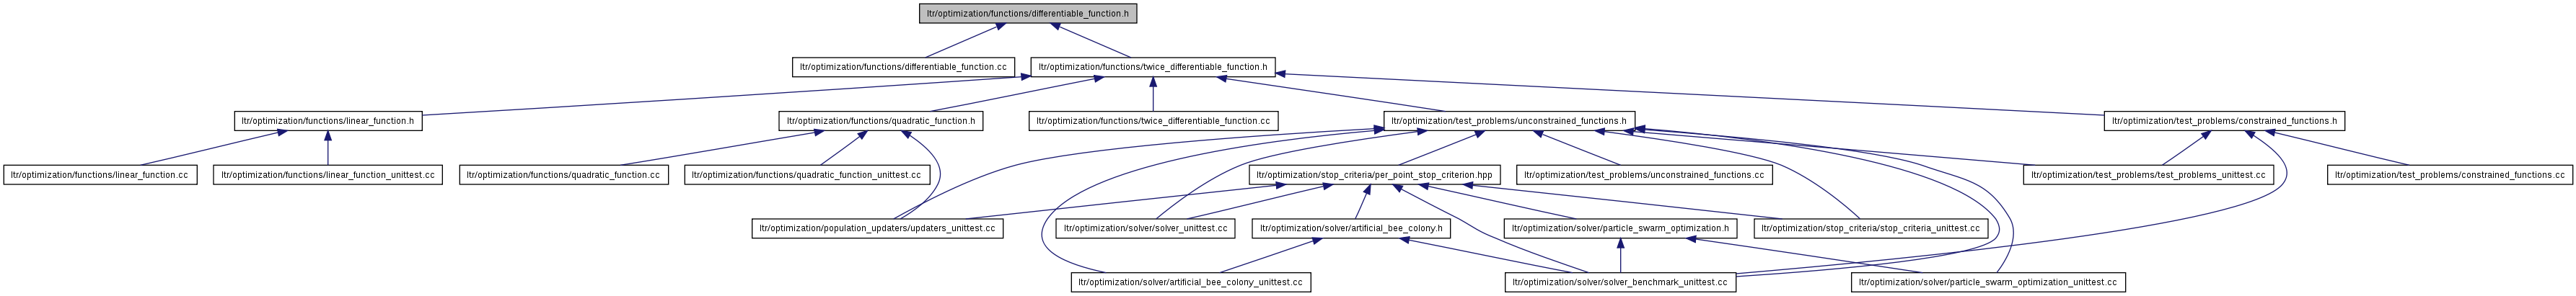 ltr/optimization/functions/differentiable_function.h
ltr/optimization/functions/differentiable_function.cc
ltr/optimization/functions/twice_differentiable_function.h
ltr/optimization/functions/linear_function.h
ltr/optimization/functions/quadratic_function.h
ltr/optimization/functions/twice_differentiable_function.cc
ltr/optimization/test_problems/unconstrained_functions.h
ltr/optimization/test_problems/constrained_functions.h
ltr/optimization/functions/linear_function.cc
ltr/optimization/functions/linear_function_unittest.cc
ltr/optimization/functions/quadratic_function.cc
ltr/optimization/functions/quadratic_function_unittest.cc
ltr/optimization/stop_criteria/per_point_stop_criterion.hpp
ltr/optimization/test_problems/unconstrained_functions.cc
ltr/optimization/test_problems/test_problems_unittest.cc
ltr/optimization/test_problems/constrained_functions.cc
ltr/optimization/population_updaters/updaters_unittest.cc
ltr/optimization/solver/solver_unittest.cc
ltr/optimization/solver/artificial_bee_colony.h
ltr/optimization/solver/particle_swarm_optimization.h
ltr/optimization/stop_criteria/stop_criteria_unittest.cc
ltr/optimization/solver/artificial_bee_colony_unittest.cc
ltr/optimization/solver/solver_benchmark_unittest.cc
ltr/optimization/solver/particle_swarm_optimization_unittest.cc